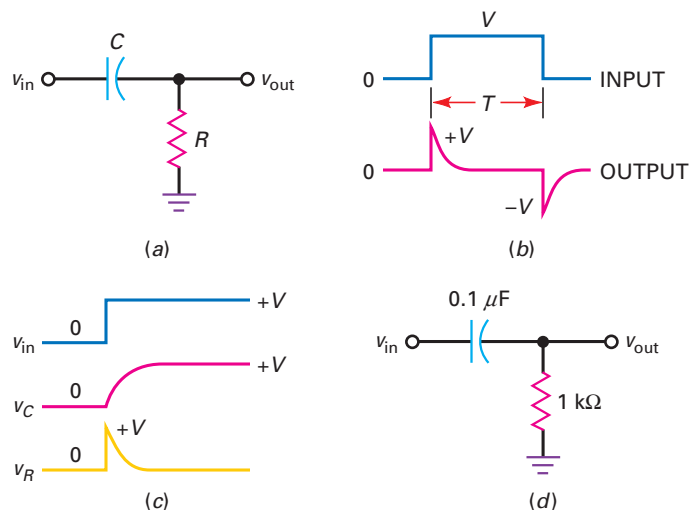 C
v_in
v_out
R
(a)
V
0
INPUT
T
+V
0
OUTPUT
−V
(b)
0
+V
v_in
0
+V
v_C
+V
0
v_R
(c)
0.1 μF
v_in
v_out
1 kΩ
(d)